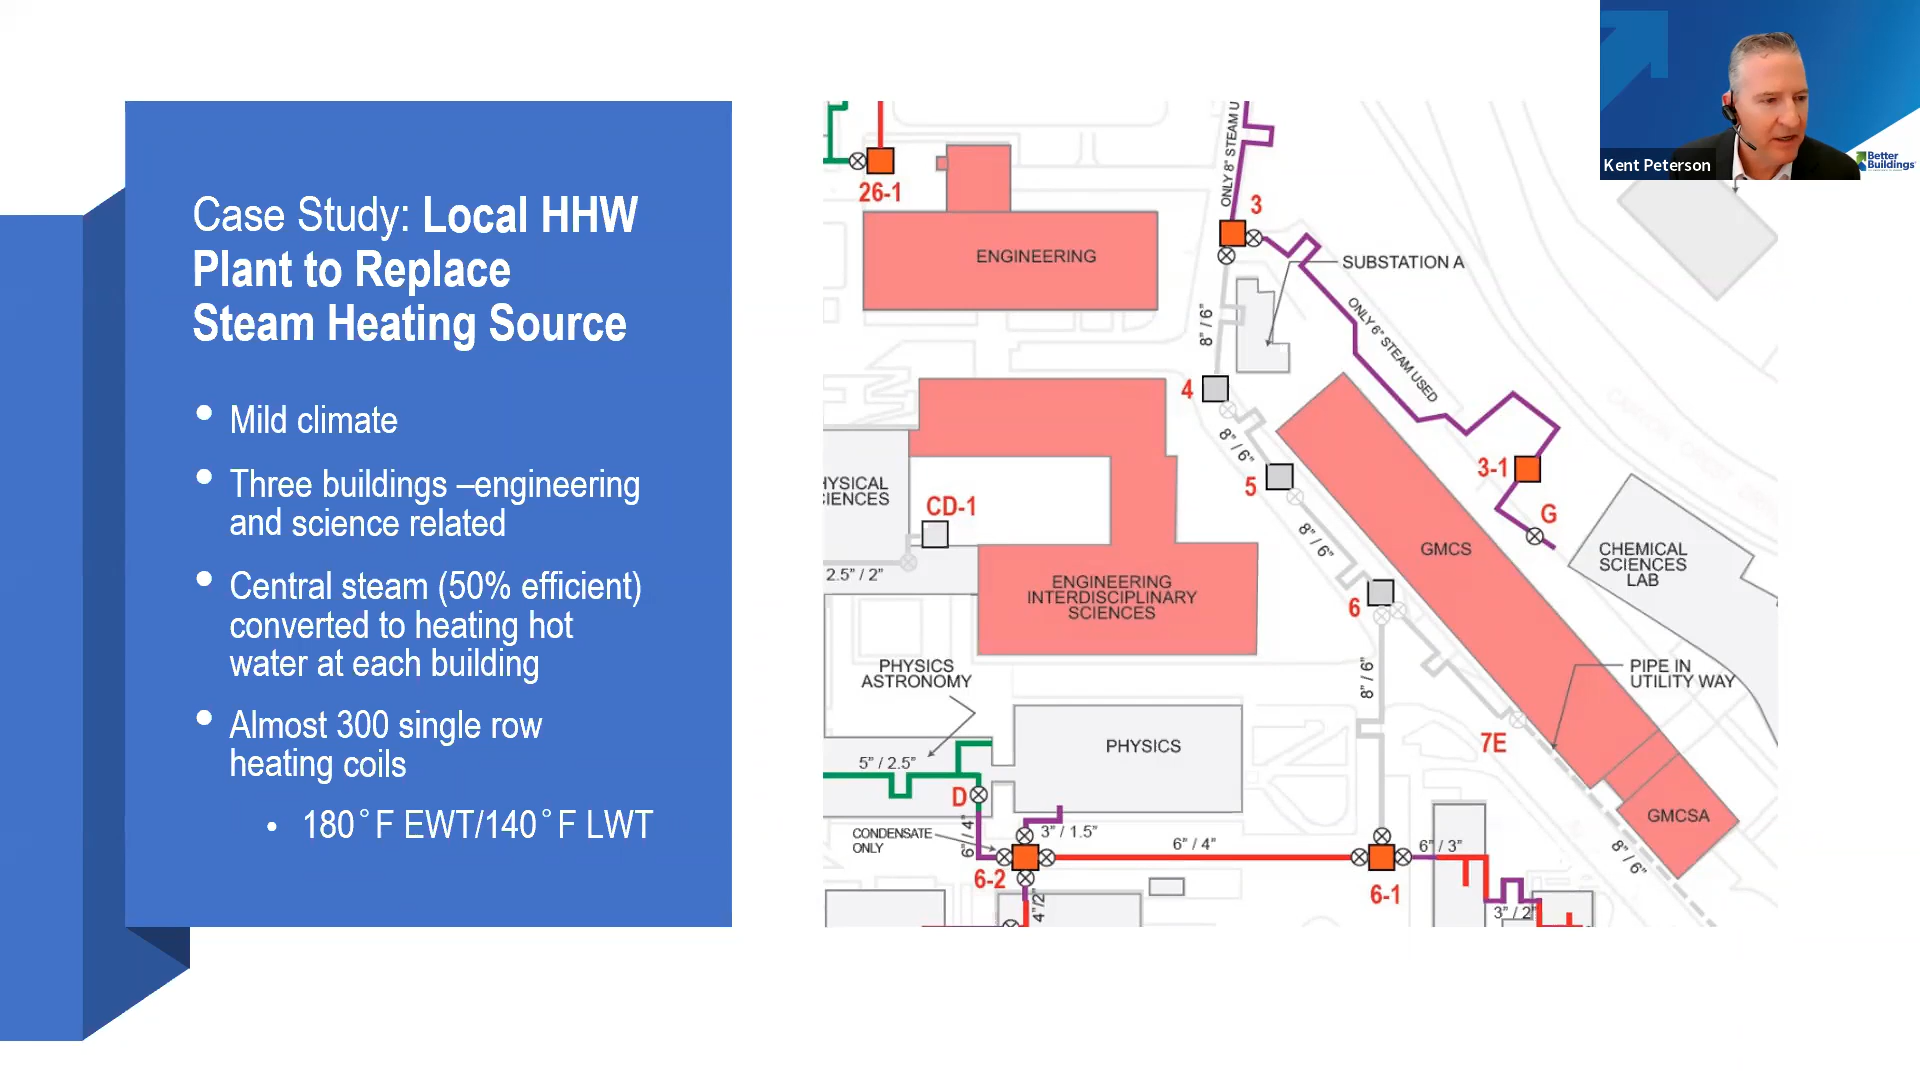 Case Study: Local HHW
Plant to Replace
Steam Heating Source
• Mild climate
• Three buildings –engineering
and science related
• Central steam (50% efficient)
converted to heating hot
water at each building
• Almost 300 single row
heating coils
• 180°F EWT/140°F LWT
Kent Peterson
Better
Buildings
26-1
ENGINEERING
ONLY 8" STEAM U
3
SUBSTATION A
8" / 6"
ONLY 6" STEAM USED
4
8" / 6"
5
3-1
G
HYSICAL
CIENCES
CD-1
2.5" / 2"
8" / 6"
GMCS
CHEMICAL
SCIENCES
LAB
ENGINEERING
INTERDISCIPLINARY
SCIENCES
6
PHYSICS
ASTRONOMY
8" / 6"
PIPE IN
UTILITY WAY
PHYSICS
7E
5" / 2.5"
D
GMCSA
CONDENSATE
ONLY
6" / 4"
3" / 1.5"
6" / 4"
6" / 3"
8" / 6"
6-2
6-1
4" /2"
3" / 2"